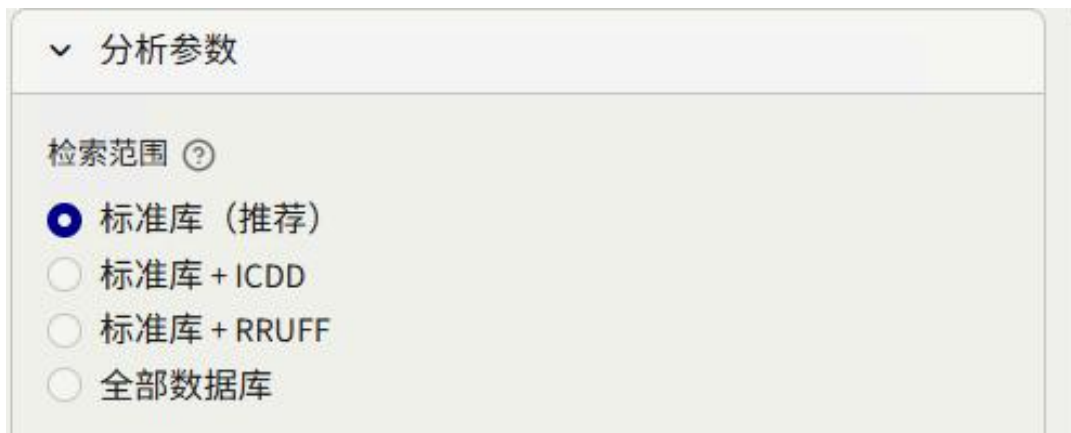 分析参数
检索范围
标准库（推荐）
标准库 + ICDD
标准库 + RRUFF
全部数据库